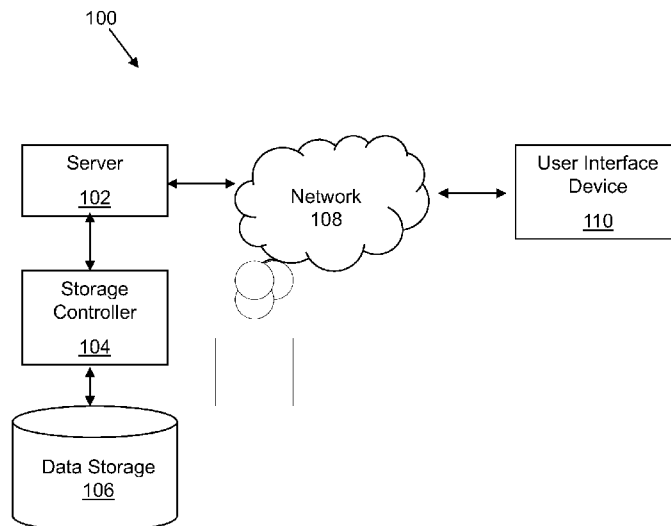 100
Server
102
Network
108
User Interface
Device
110
Storage
Controller
104
Data Storage
106